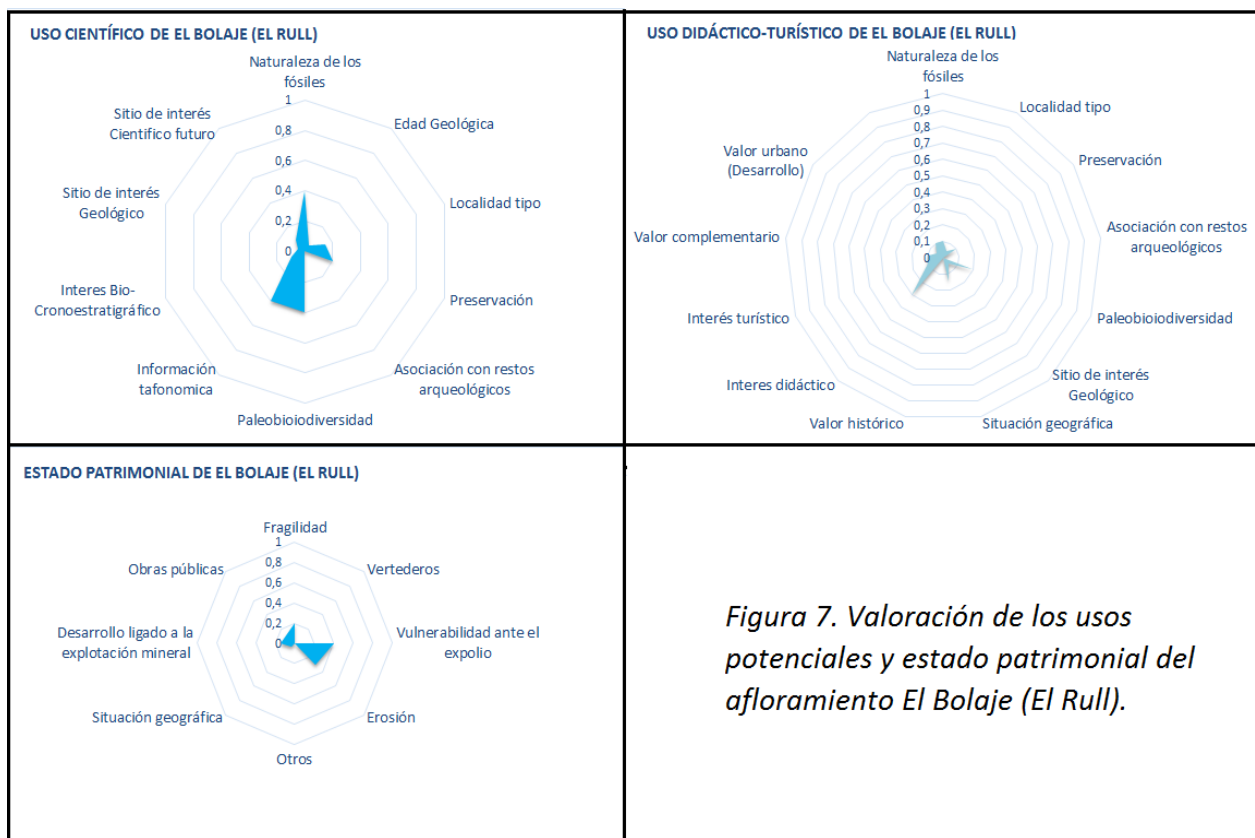 USO CIENTÍFICO DE EL BOLAJE (EL RULL)
Naturaleza de los
fósiles
Edad Geológica
Localidad tipo
Preservación
Asociación con restos
arqueológicos
Paleobioiodiversidad
Información
tafonomica
Interes Bio-
Cronoestratigráfico
Sitio de interés
Geológico
Sitio de interés
Cientifico futuro
1
0,8
0,6
0,4
0,2
0
USO DIDÁCTICO-TURÍSTICO DE EL BOLAJE (EL RULL)
Naturaleza de los
fósiles
Localidad tipo
Preservación
Asociación con restos
arqueológicos
Paleobioiodiversidad
Sitio de interés
Geológico
Situación geográfica
Valor histórico
Interes didáctico
Interés turístico
Valor complementario
Valor urbano
(Desarrollo)
1
0,9
0,8
0,7
0,6
0,5
0,4
0,3
0,2
0,1
0
ESTADO PATRIMONIAL DE EL BOLAJE (EL RULL)
Fragilidad
Vertederos
Vulnerabilidad ante el
expolio
Erosión
Otros
Situación geográfica
Desarrollo ligado a la
explotación mineral
Obras públicas
1
0,8
0,6
0,4
0,2
0
Figura 7. Valoración de los usos
potenciales y estado patrimonial del
afloramiento El Bolaje (El Rull).